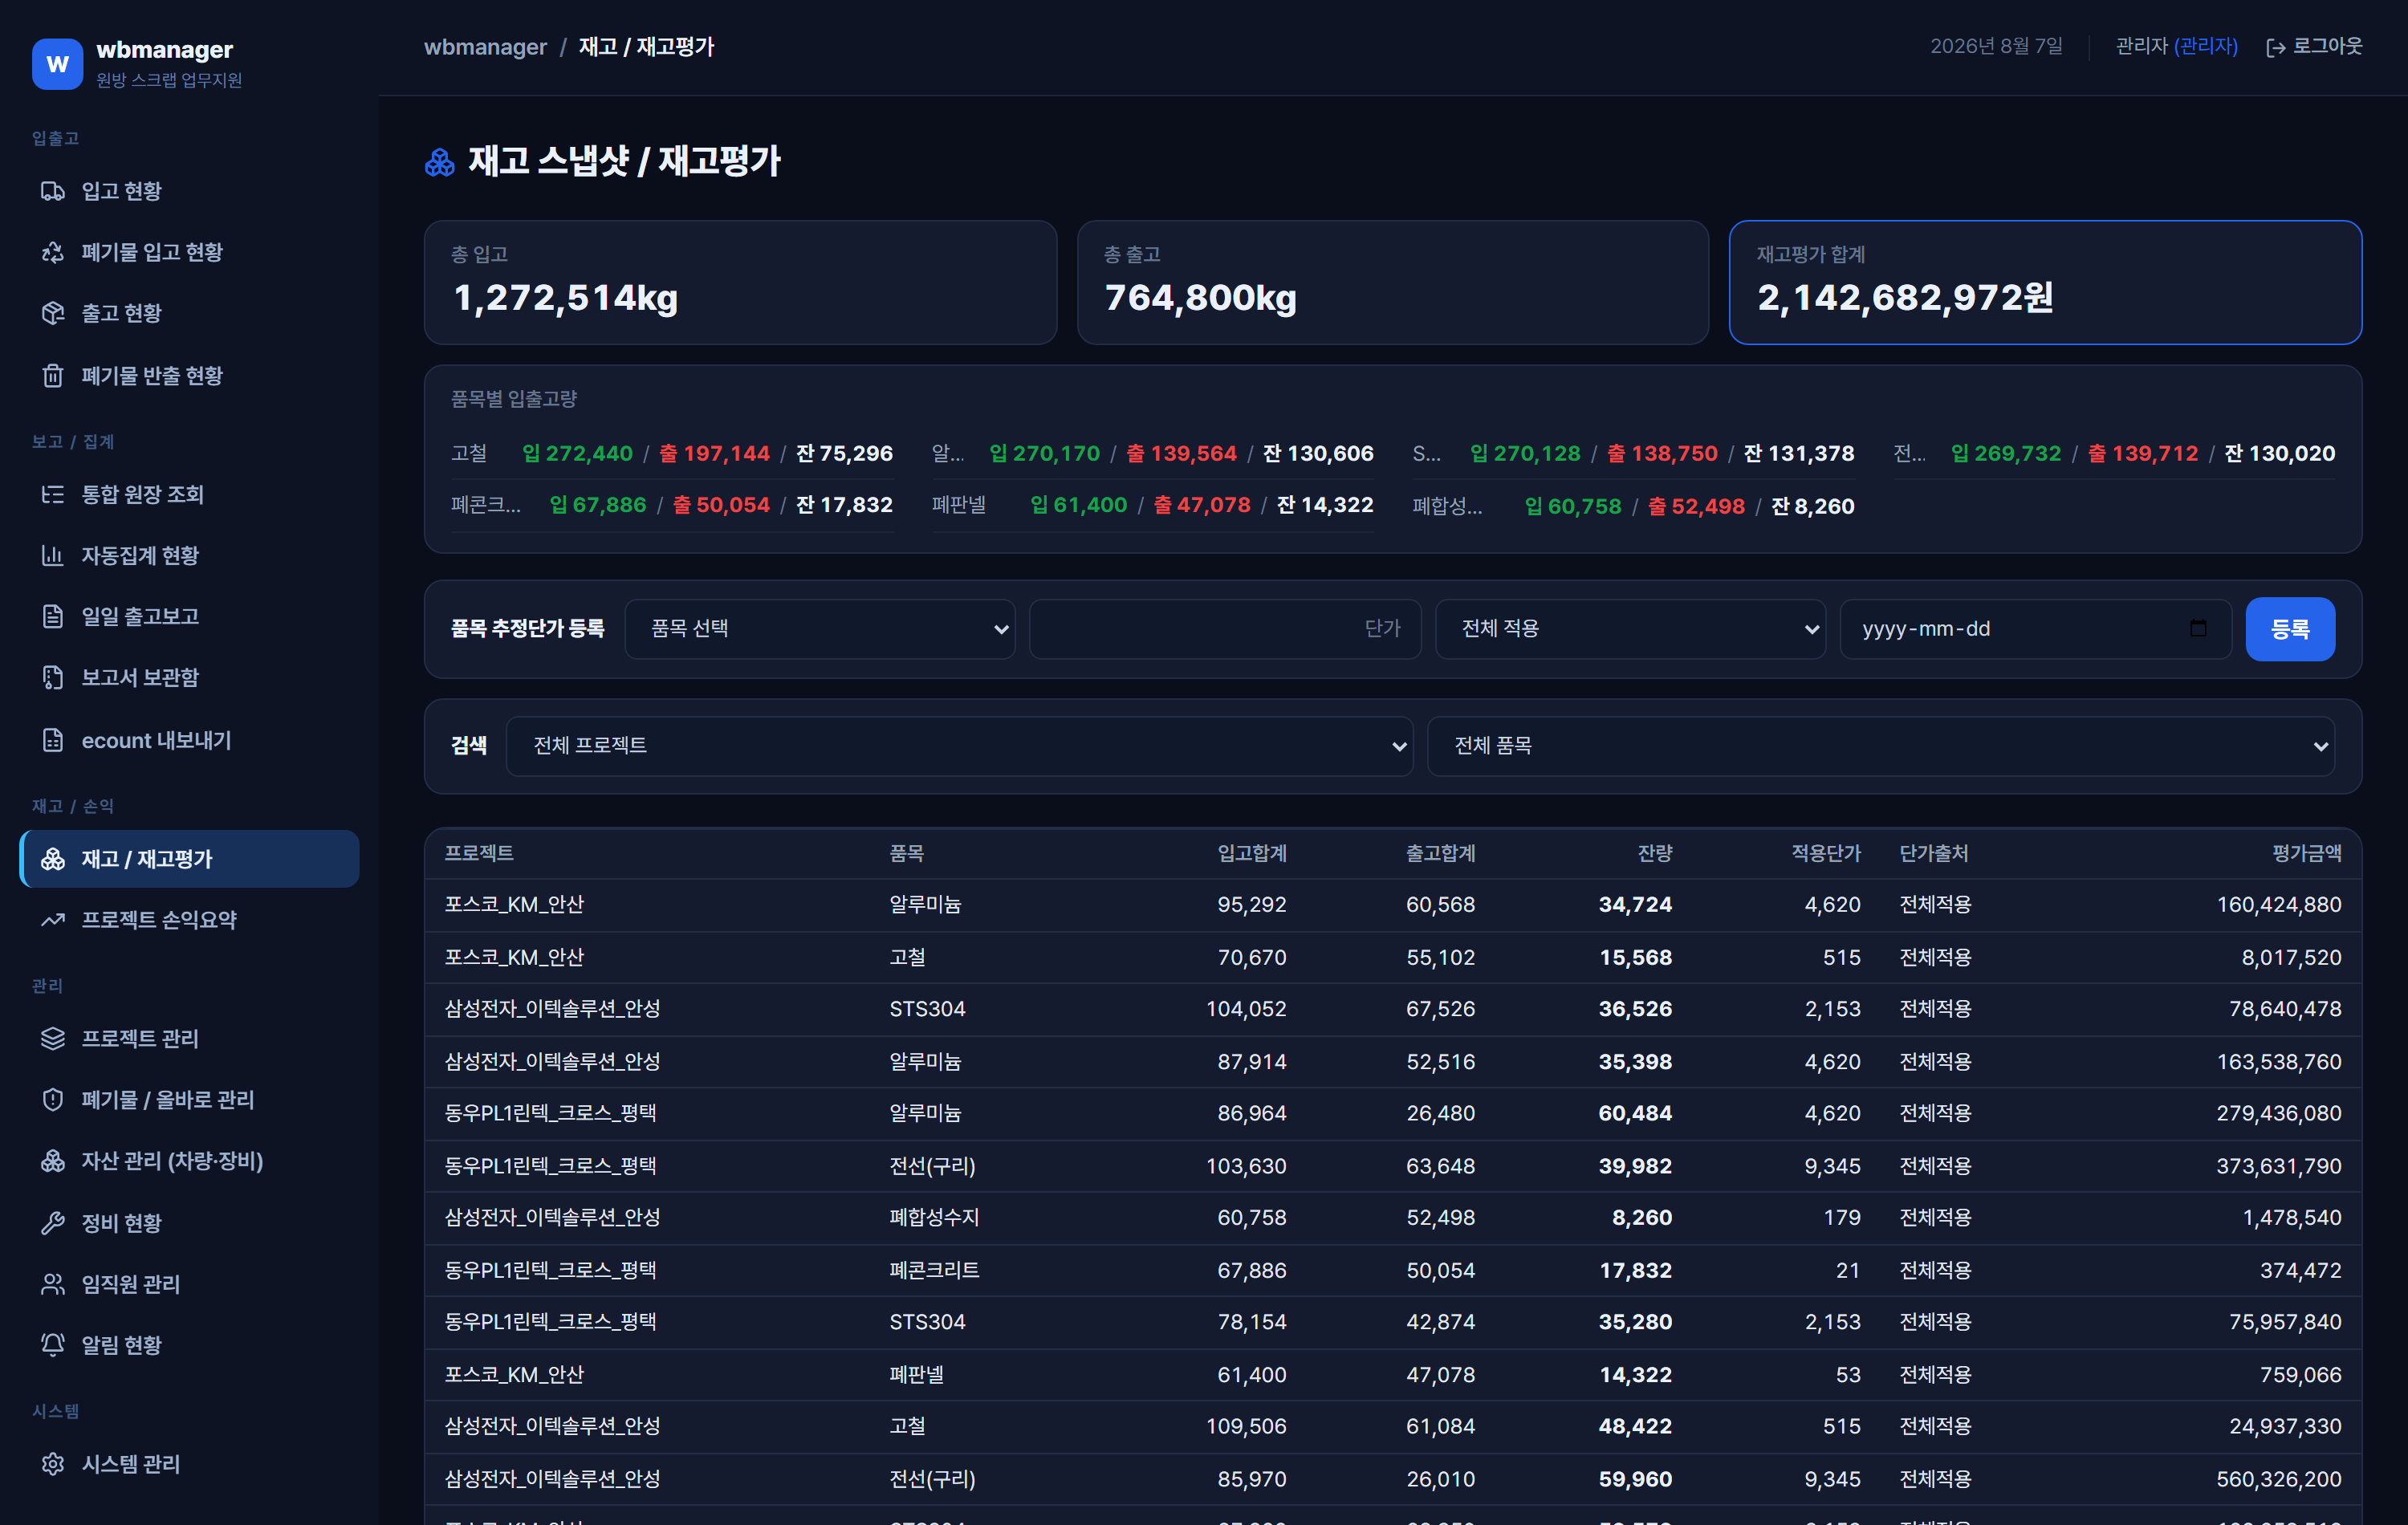 wbmanager
원방 스크랩 업무지원
입출고
입고 현황
폐기물 입고 현황
출고 현황
폐기물 반출 현황
보고 / 집계
통합 원장 조회
자동집계 현황
일일 출고보고
보고서 보관함
ecount 내보내기
재고 / 손익
재고 / 재고평가
프로젝트 손익요약
관리
프로젝트 관리
폐기물 / 올바로 관리
자산 관리 (차량·장비)
정비 현황
임직원 관리
알림 현황
시스템
시스템 관리
wbmanager / 재고 / 재고평가
2026년 8월 7일 관리자 (관리자) 로그아웃
재고 스냅샷 / 재고평가
총 입고
1,272,514kg
총 출고
764,800kg
재고평가 합계
2,142,682,972원
품목별 입출고량
고철 입 272,440 / 출 197,144 / 잔 75,296
알... 입 270,170 / 출 139,564 / 잔 130,606
S... 입 270,128 / 출 138,750 / 잔 131,378
전... 입 269,732 / 출 139,712 / 잔 130,020
폐콘크... 입 67,886 / 출 50,054 / 잔 17,832
폐판넬 입 61,400 / 출 47,078 / 잔 14,322
폐합성... 입 60,758 / 출 52,498 / 잔 8,260
품목 추정단가 등록 품목 선택 단가 전체 적용 yyyy-mm-dd 등록
검색 전체 프로젝트 전체 품목
프로젝트 품목 입고합계 출고합계 잔량 적용단가 단가출처 평가금액
포스코_KM_안산 알루미늄 95,292 60,568 34,724 4,620 전체적용 160,424,880
포스코_KM_안산 고철 70,670 55,102 15,568 515 전체적용 8,017,520
삼성전자_이텍솔루션_안성 STS304 104,052 67,526 36,526 2,153 전체적용 78,640,478
삼성전자_이텍솔루션_안성 알루미늄 87,914 52,516 35,398 4,620 전체적용 163,538,760
동우PL1린텍_크로스_평택 알루미늄 86,964 26,480 60,484 4,620 전체적용 279,436,080
동우PL1린텍_크로스_평택 전선(구리) 103,630 63,648 39,982 9,345 전체적용 373,631,790
삼성전자_이텍솔루션_안성 폐합성수지 60,758 52,498 8,260 179 전체적용 1,478,540
동우PL1린텍_크로스_평택 폐콘크리트 67,886 50,054 17,832 21 전체적용 374,472
동우PL1린텍_크로스_평택 STS304 78,154 42,874 35,280 2,153 전체적용 75,957,840
포스코_KM_안산 폐판넬 61,400 47,078 14,322 53 전체적용 759,066
삼성전자_이텍솔루션_안성 고철 109,506 61,084 48,422 515 전체적용 24,937,330
삼성전자_이텍솔루션_안성 전선(구리) 85,970 26,010 59,960 9,345 전체적용 560,326,200